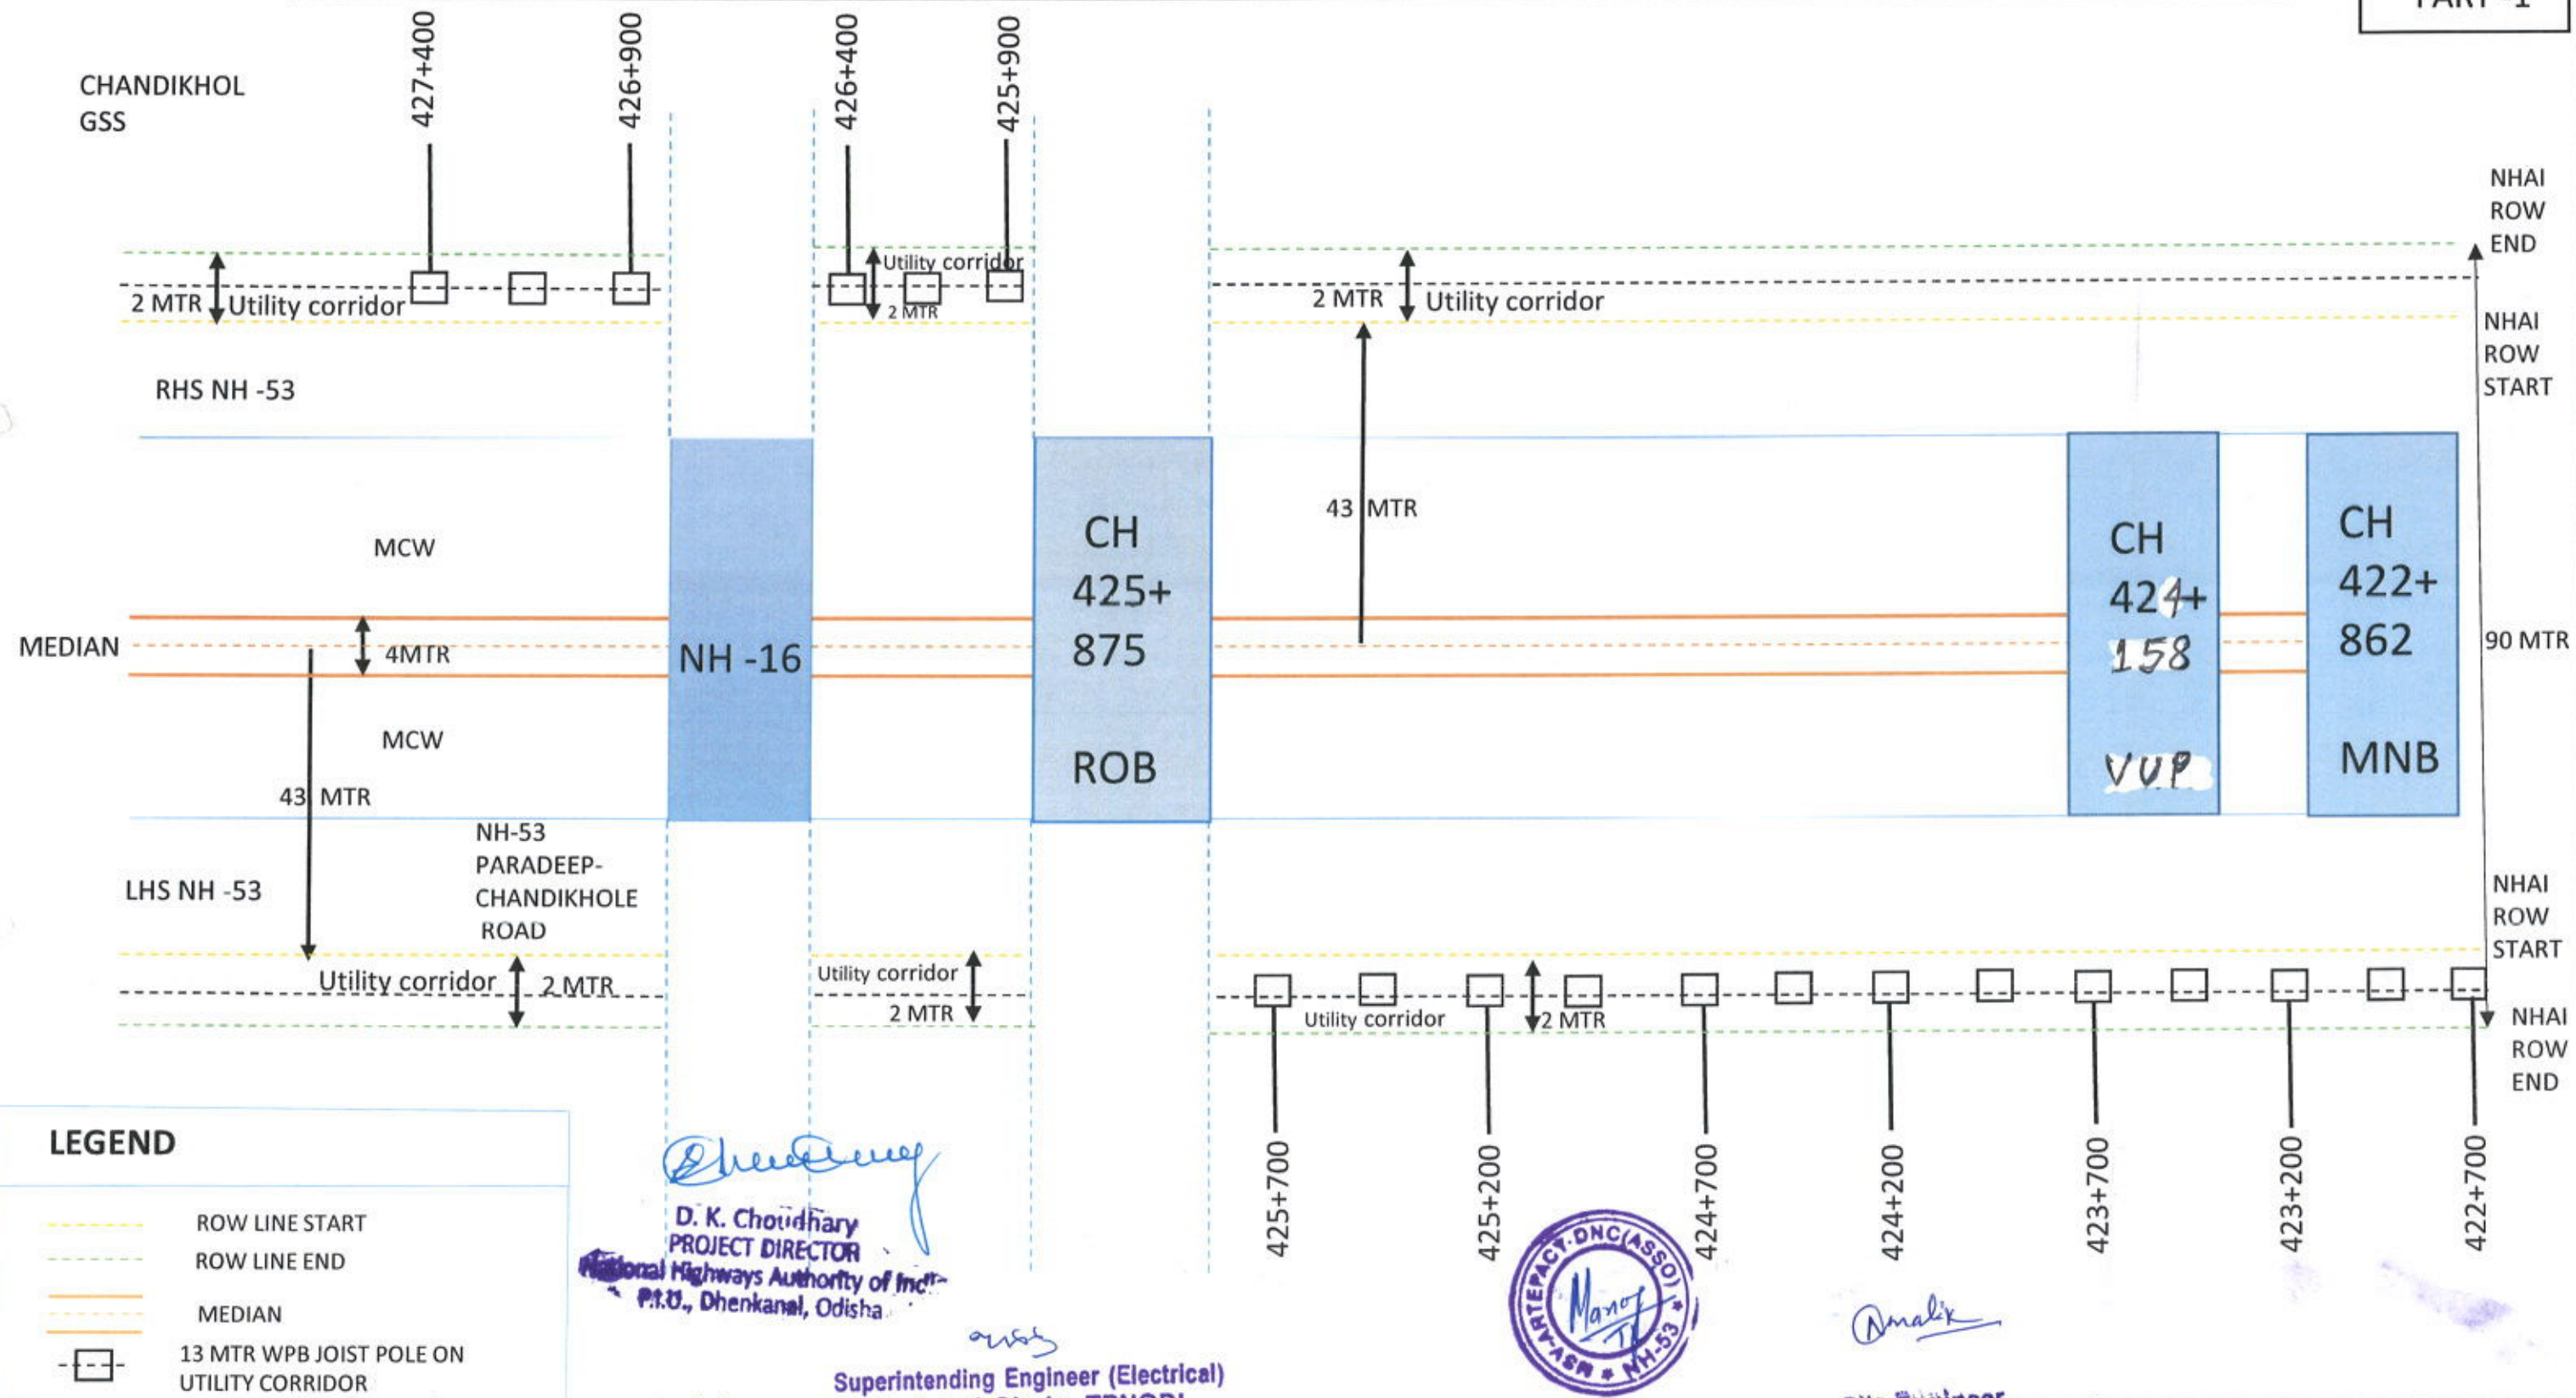 PART -1
427+400
426+900
426+400
425+900
CHANDIKHOL
GSS
NHAI
ROW
END
Utility corridor
2 MTR
Utility corridor
2 MTR
2 MTR
Utility corridor
NHAI
ROW
START
RHS NH -53
43 MTR
MCW
CH
425+
875
ROB
CH
424+
158
VUP
CH
422+
862
MNB
MEDIAN
4MTR
NH -16
90 MTR
MCW
43 MTR
NH-53
PARADEEP-
CHANDIKHOLE
ROAD
LHS NH -53
NHAI
ROW
START
Utility corridor
2 MTR
Utility corridor
2 MTR
Utility corridor
2 MTR
NHAI
ROW
END
425+700
425+200
424+700
424+200
423+700
423+200
422+700
LEGEND
ROW LINE START
ROW LINE END
MEDIAN
13 MTR WPB JOIST POLE ON
UTILITY CORRIDOR
D. K. Choudhary
PROJECT DIRECTOR
National Highways Authority of
P.I.U., Dhenkanal, Odisha
Superintending Engineer (Electrical)
MSV-ARTEPACT-DNC(ASSO)
NH-53
Manoj